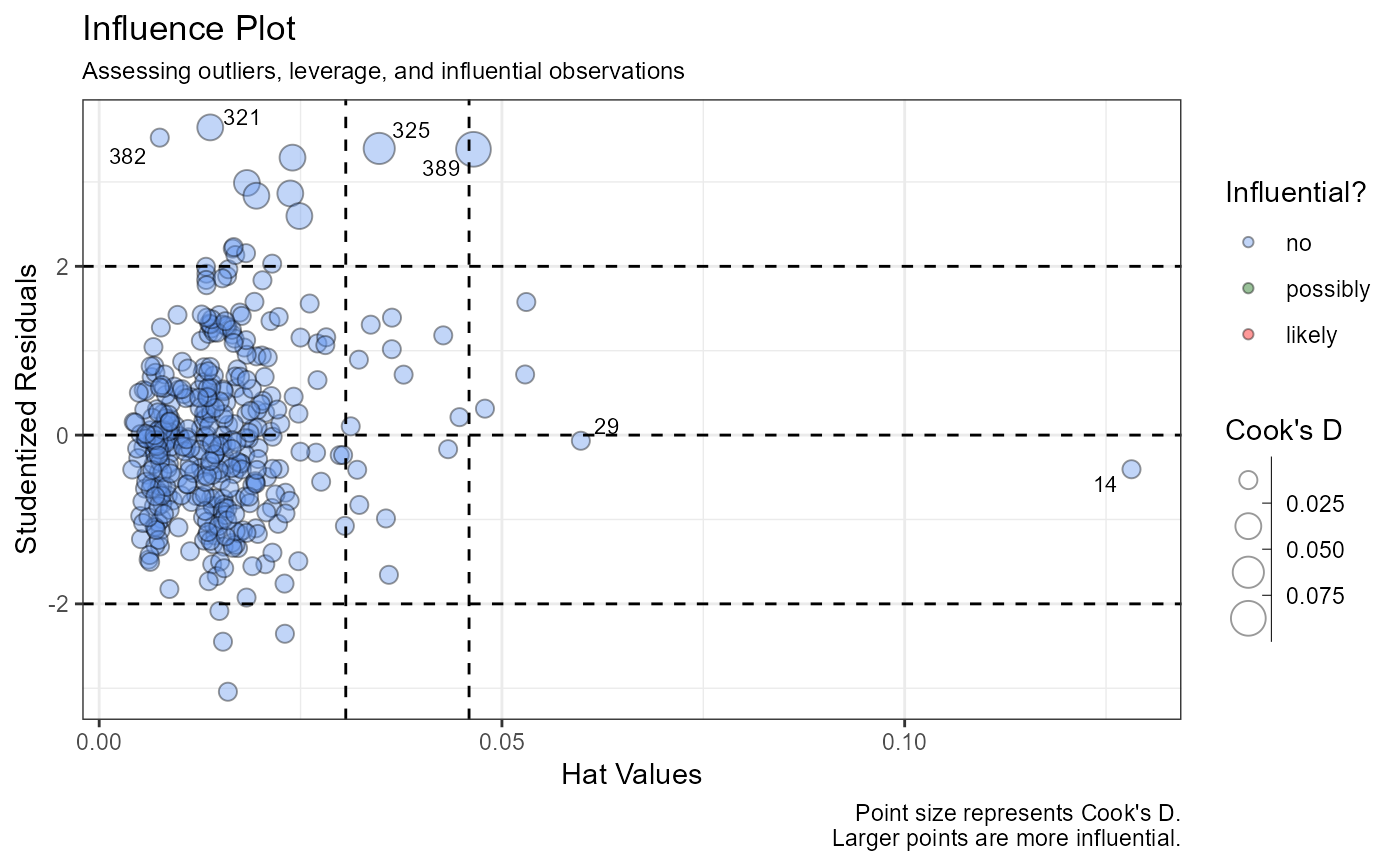 Influence Plot
Assessing outliers, leverage, and influential observations
321
382
325
389
29
14
2
0
-2
Studentized Residuals
0.00
0.05
0.10
Hat Values
Influential?
no
possibly
likely
Cook's D
0.025
0.050
0.075
Point size represents Cook's D.
Larger points are more influential.